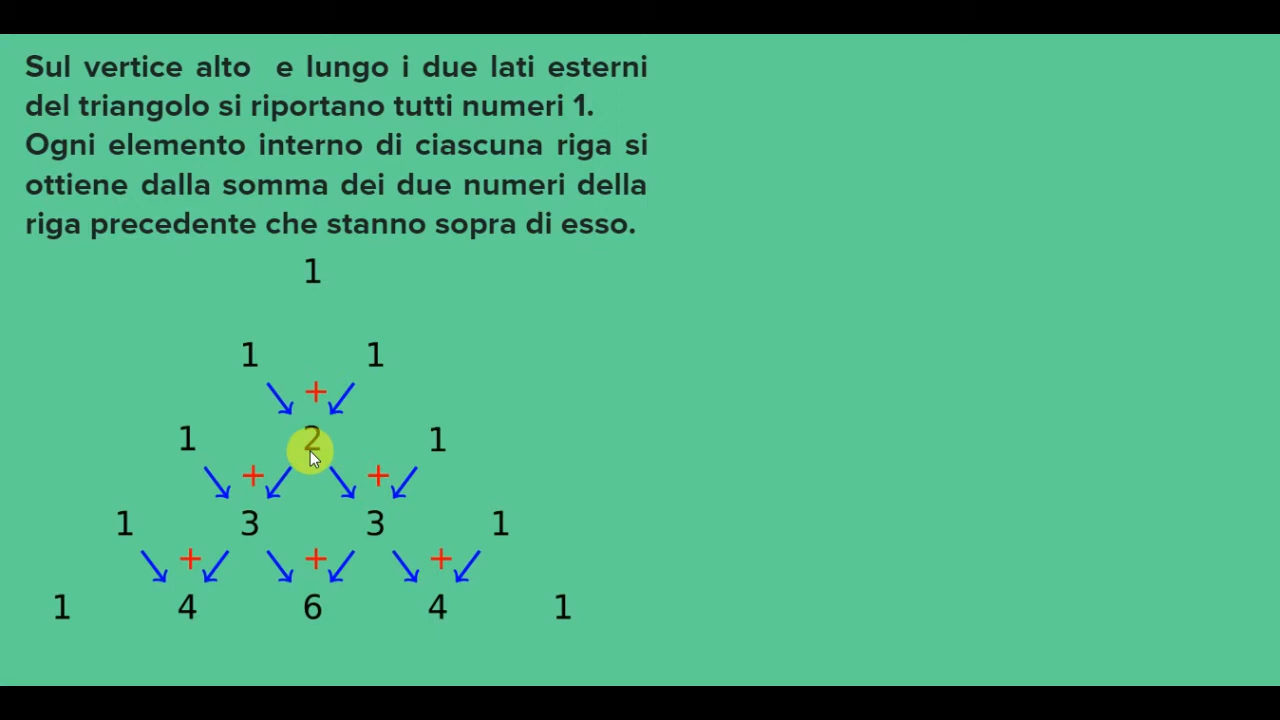 Sul vertice alto e lungo i due lati esterni
del triangolo si riportano tutti numeri 1.
Ogni elemento interno di ciascuna riga si
ottiene dalla somma dei due numeri della
riga precedente che stanno sopra di esso.
1
1 1
+
1 2 1
+ +
1 3 3 1
+ + +
1 4 6 4 1